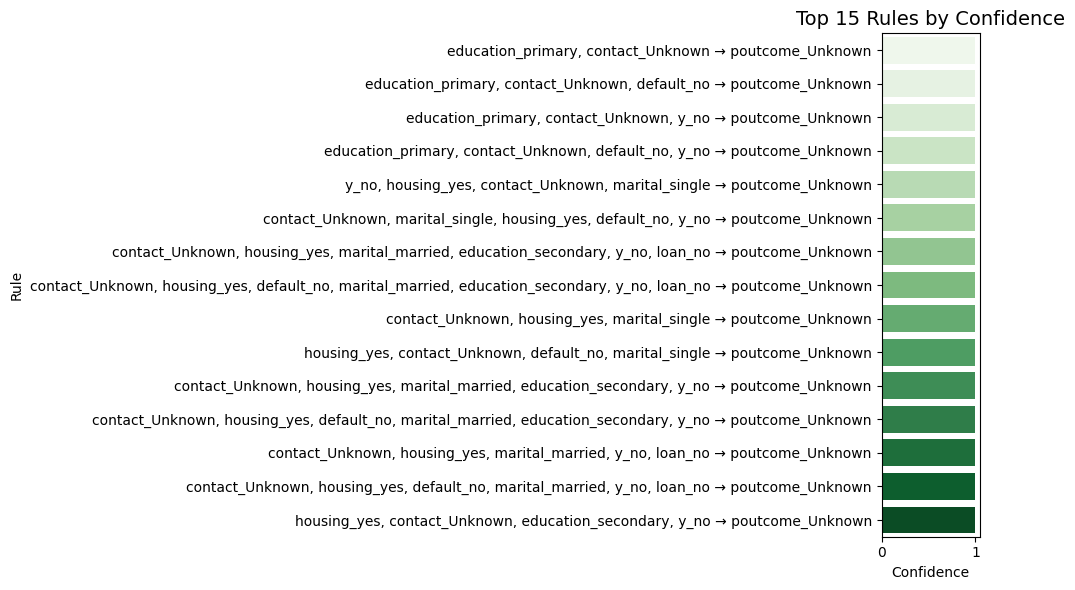 Top 15 Rules by Confidence
education_primary, contact_Unknown → poutcome_Unknown
education_primary, contact_Unknown, default_no → poutcome_Unknown
education_primary, contact_Unknown, y_no → poutcome_Unknown
education_primary, contact_Unknown, default_no, y_no → poutcome_Unknown
y_no, housing_yes, contact_Unknown, marital_single → poutcome_Unknown
contact_Unknown, marital_single, housing_yes, default_no, y_no → poutcome_Unknown
contact_Unknown, housing_yes, marital_married, education_secondary, y_no, loan_no → poutcome_Unknown
contact_Unknown, housing_yes, default_no, marital_married, education_secondary, y_no, loan_no → poutcome_Unknown
contact_Unknown, housing_yes, marital_single → poutcome_Unknown
housing_yes, contact_Unknown, default_no, marital_single → poutcome_Unknown
contact_Unknown, housing_yes, marital_married, education_secondary, y_no → poutcome_Unknown
contact_Unknown, housing_yes, default_no, marital_married, education_secondary, y_no → poutcome_Unknown
contact_Unknown, housing_yes, marital_married, y_no, loan_no → poutcome_Unknown
contact_Unknown, housing_yes, default_no, marital_married, y_no, loan_no → poutcome_Unknown
housing_yes, contact_Unknown, education_secondary, y_no → poutcome_Unknown
Rule
0 1
Confidence